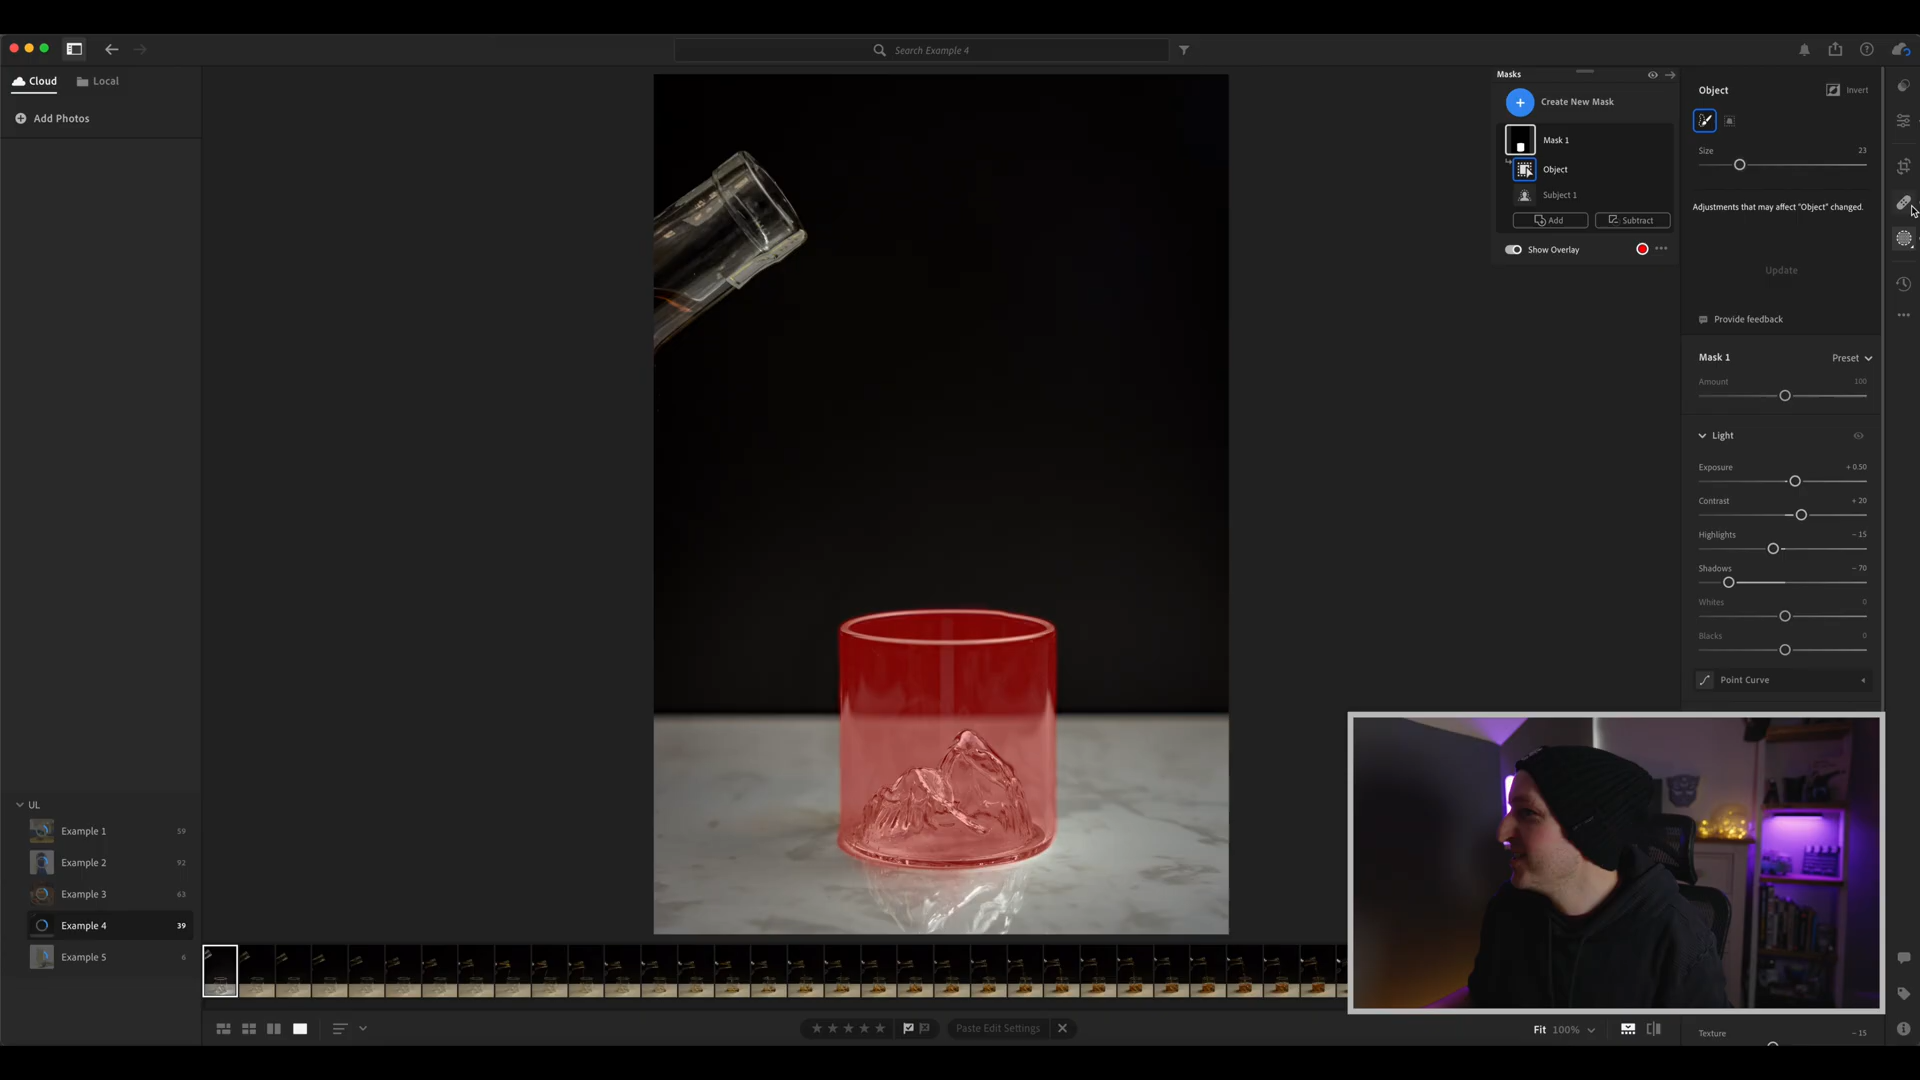 Search Example 4
Cloud
Local
Add Photos
UL
Example 1
59
Example 2
92
Example 3
63
Example 4
39
Example 5
6
Masks
Create New Mask
Mask 1
Object
Subject 1
Add
Subtract
Show Overlay
Object
Invert
Size
23
Adjustments that may affect "Object" changed.
Update
Provide feedback
Mask 1
Preset
Amount
100
Light
Exposure
+ 0.50
Contrast
+ 20
Highlights
- 15
Shadows
- 70
Whites
0
Blacks
0
Point Curve
Texture
- 15
Paste Edit Settings
Fit
100%